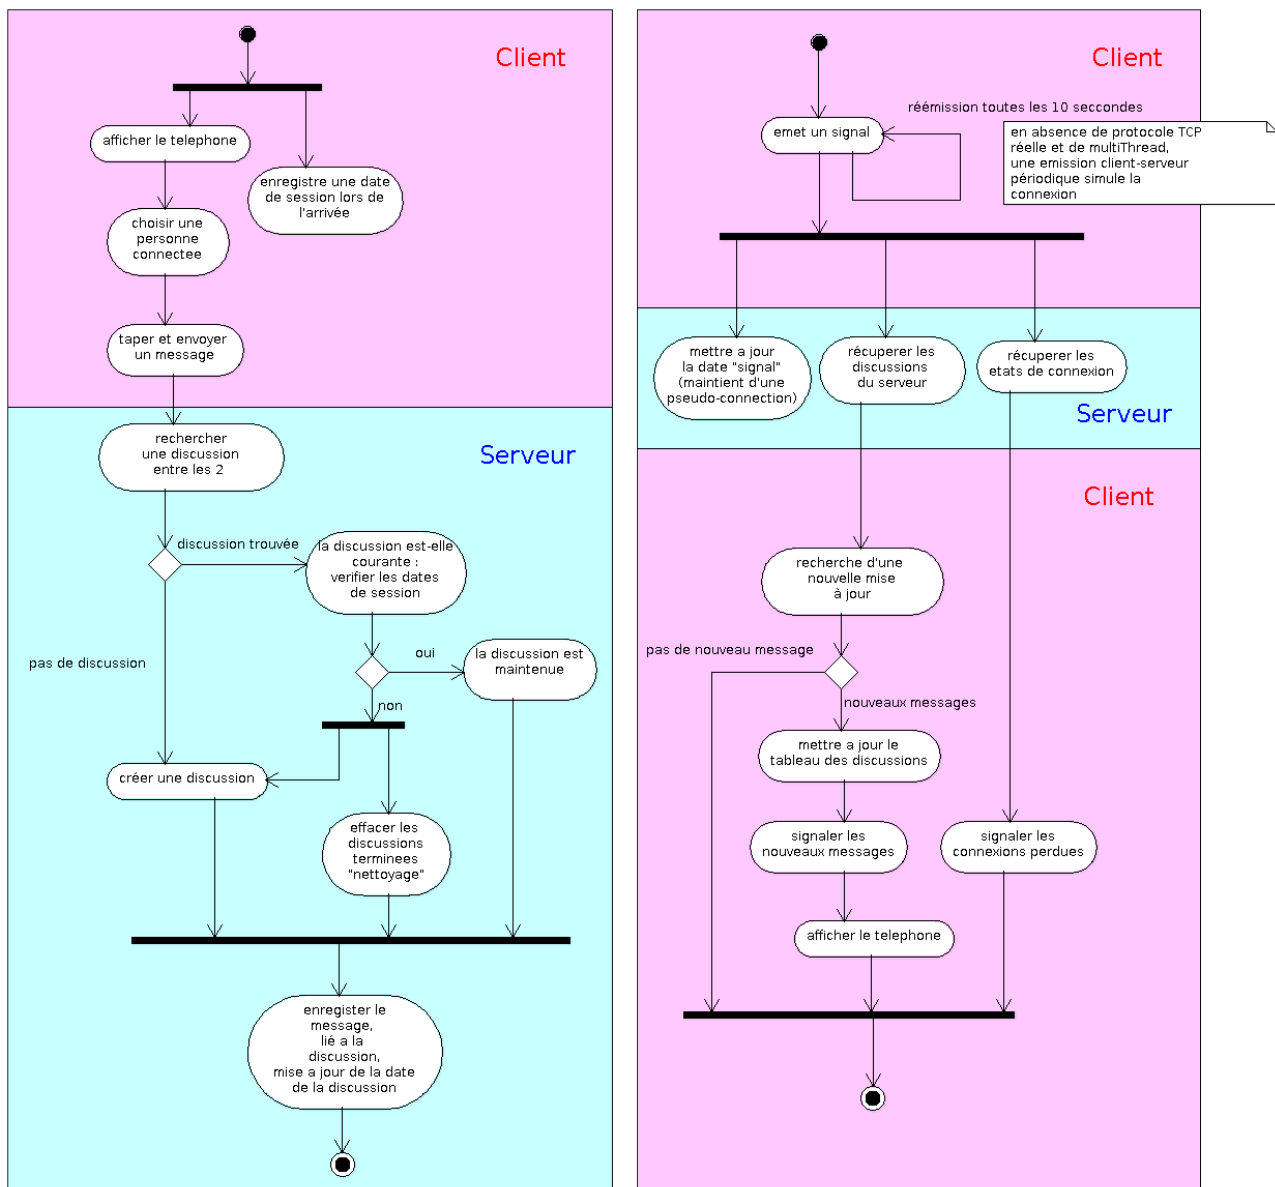 Client
afficher le telephone
enregistre une date
de session lors de
l'arrivée
choisir une
personne
connectee
taper et envoyer
un message
Serveur
rechercher
une discussion
entre les 2
discussion trouvée
la discussion est-elle
courante :
verifier les dates
de session
pas de discussion
oui
la discussion est
maintenue
non
créer une discussion
effacer les
discussions
terminees
"nettoyage"
enregister le
message,
lié a la
discussion,
mise a jour de la date
de la discussion
Client
réémission toutes les 10 seccondes
emet un signal
en absence de protocole TCP
réelle et de multiThread,
une emission client-serveur
périodique simule la
connexion
mettre a jour
la date "signal"
(maintient d'une
pseudo-connection)
récuperer les
discussions
du serveur
récuperer les
etats de connexion
Serveur
Client
recherche d'une
nouvelle mise
à jour
pas de nouveau message
nouveaux messages
mettre a jour le
tableau des discussions
signaler les
nouveaux messages
signaler les
connexions perdues
afficher le telephone